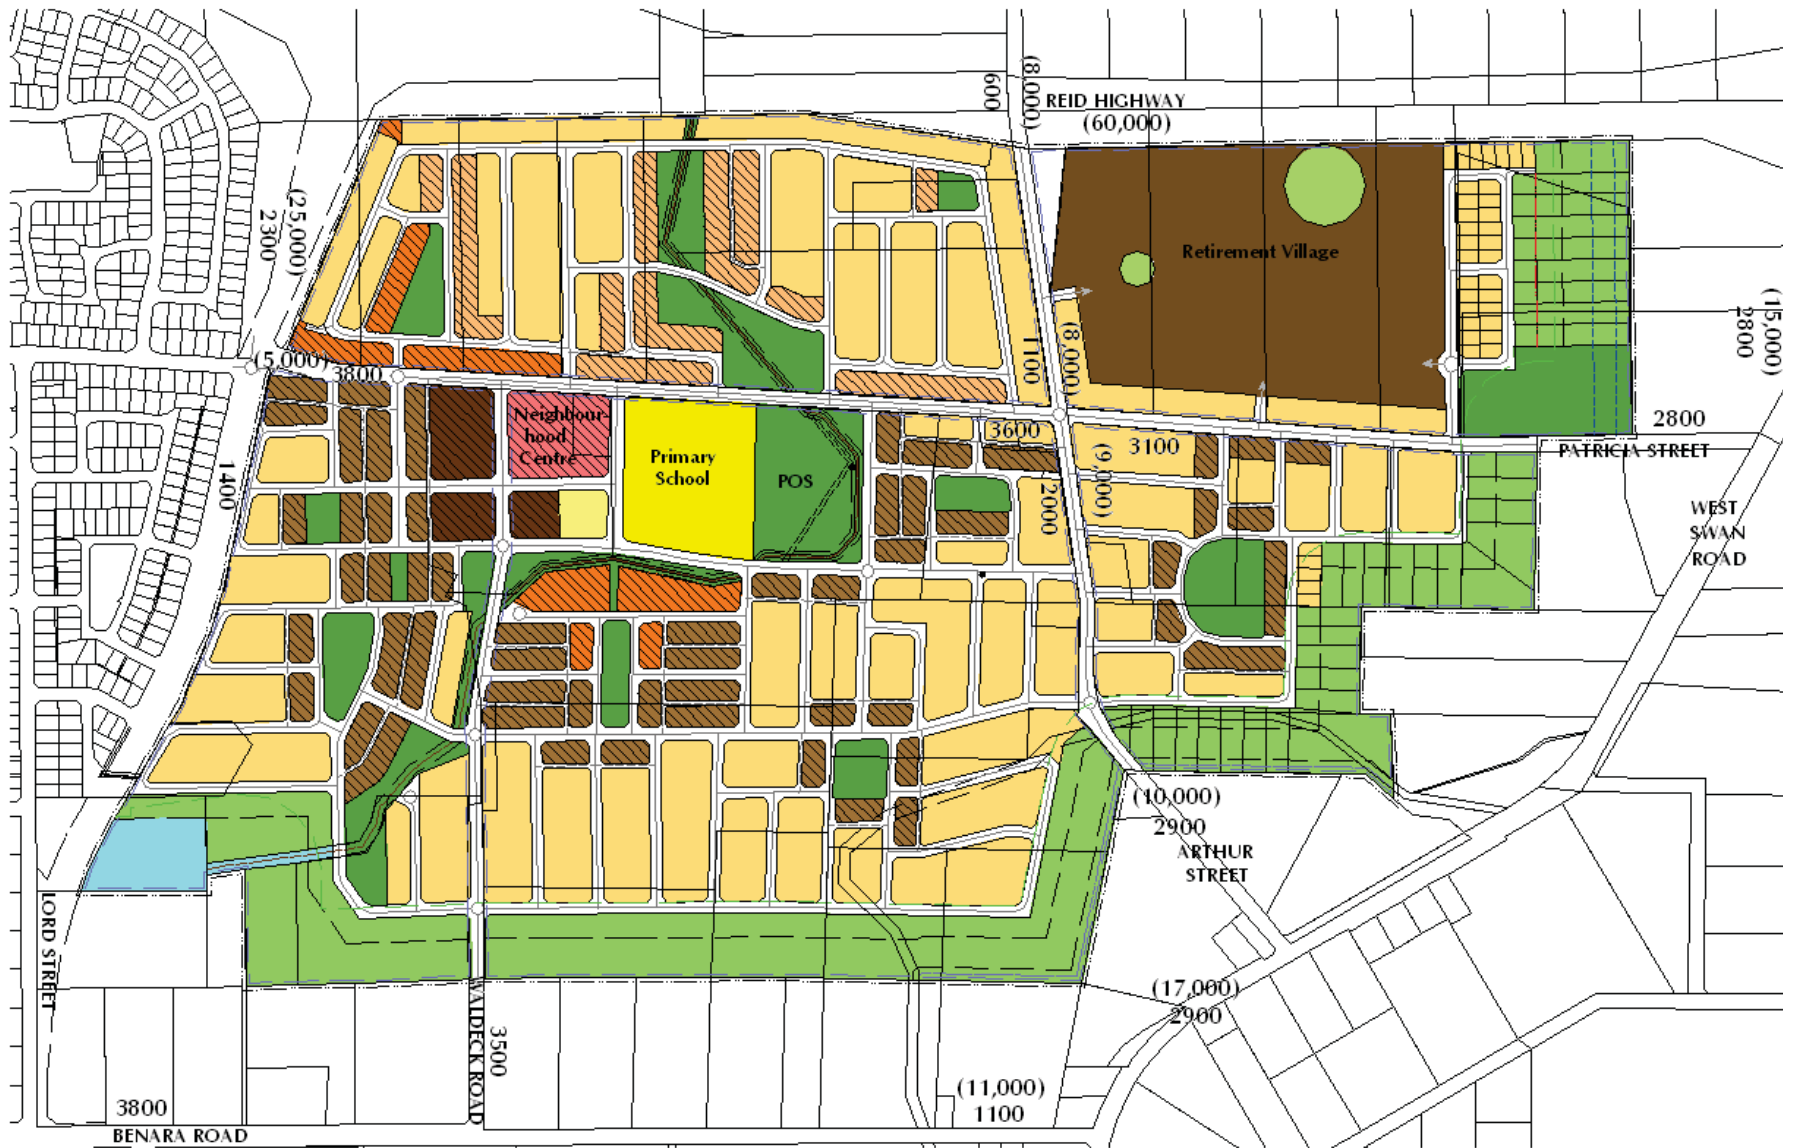 600
(8,000)
REID HIGHWAY
(60,000)
(25,000)
2300
Retirement Village
(15,000)
2800
(5,000)
3800
1100
(8,000)
Neighbour-
hood
Centre
Primary
School
POS
3600
3100
(9,000)
2000
2800
PATRICIA STREET
1400
WEST
SWAN
ROAD
(10,000)
2900
ARTHUR
STREET
LORD STREET
(17,000)
2900
WALDECK ROAD
3500
(11,000)
1100
3800
BENARA ROAD